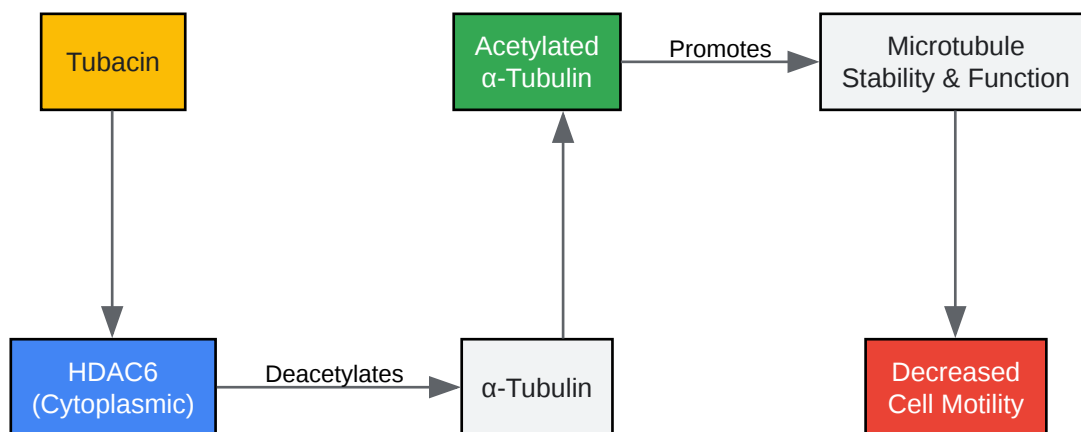 Tubacin
Acetylated
α-Tubulin
Promotes
Microtubule
Stability & Function
HDAC6
(Cytoplasmic)
Deacetylates
α-Tubulin
Decreased
Cell Motility